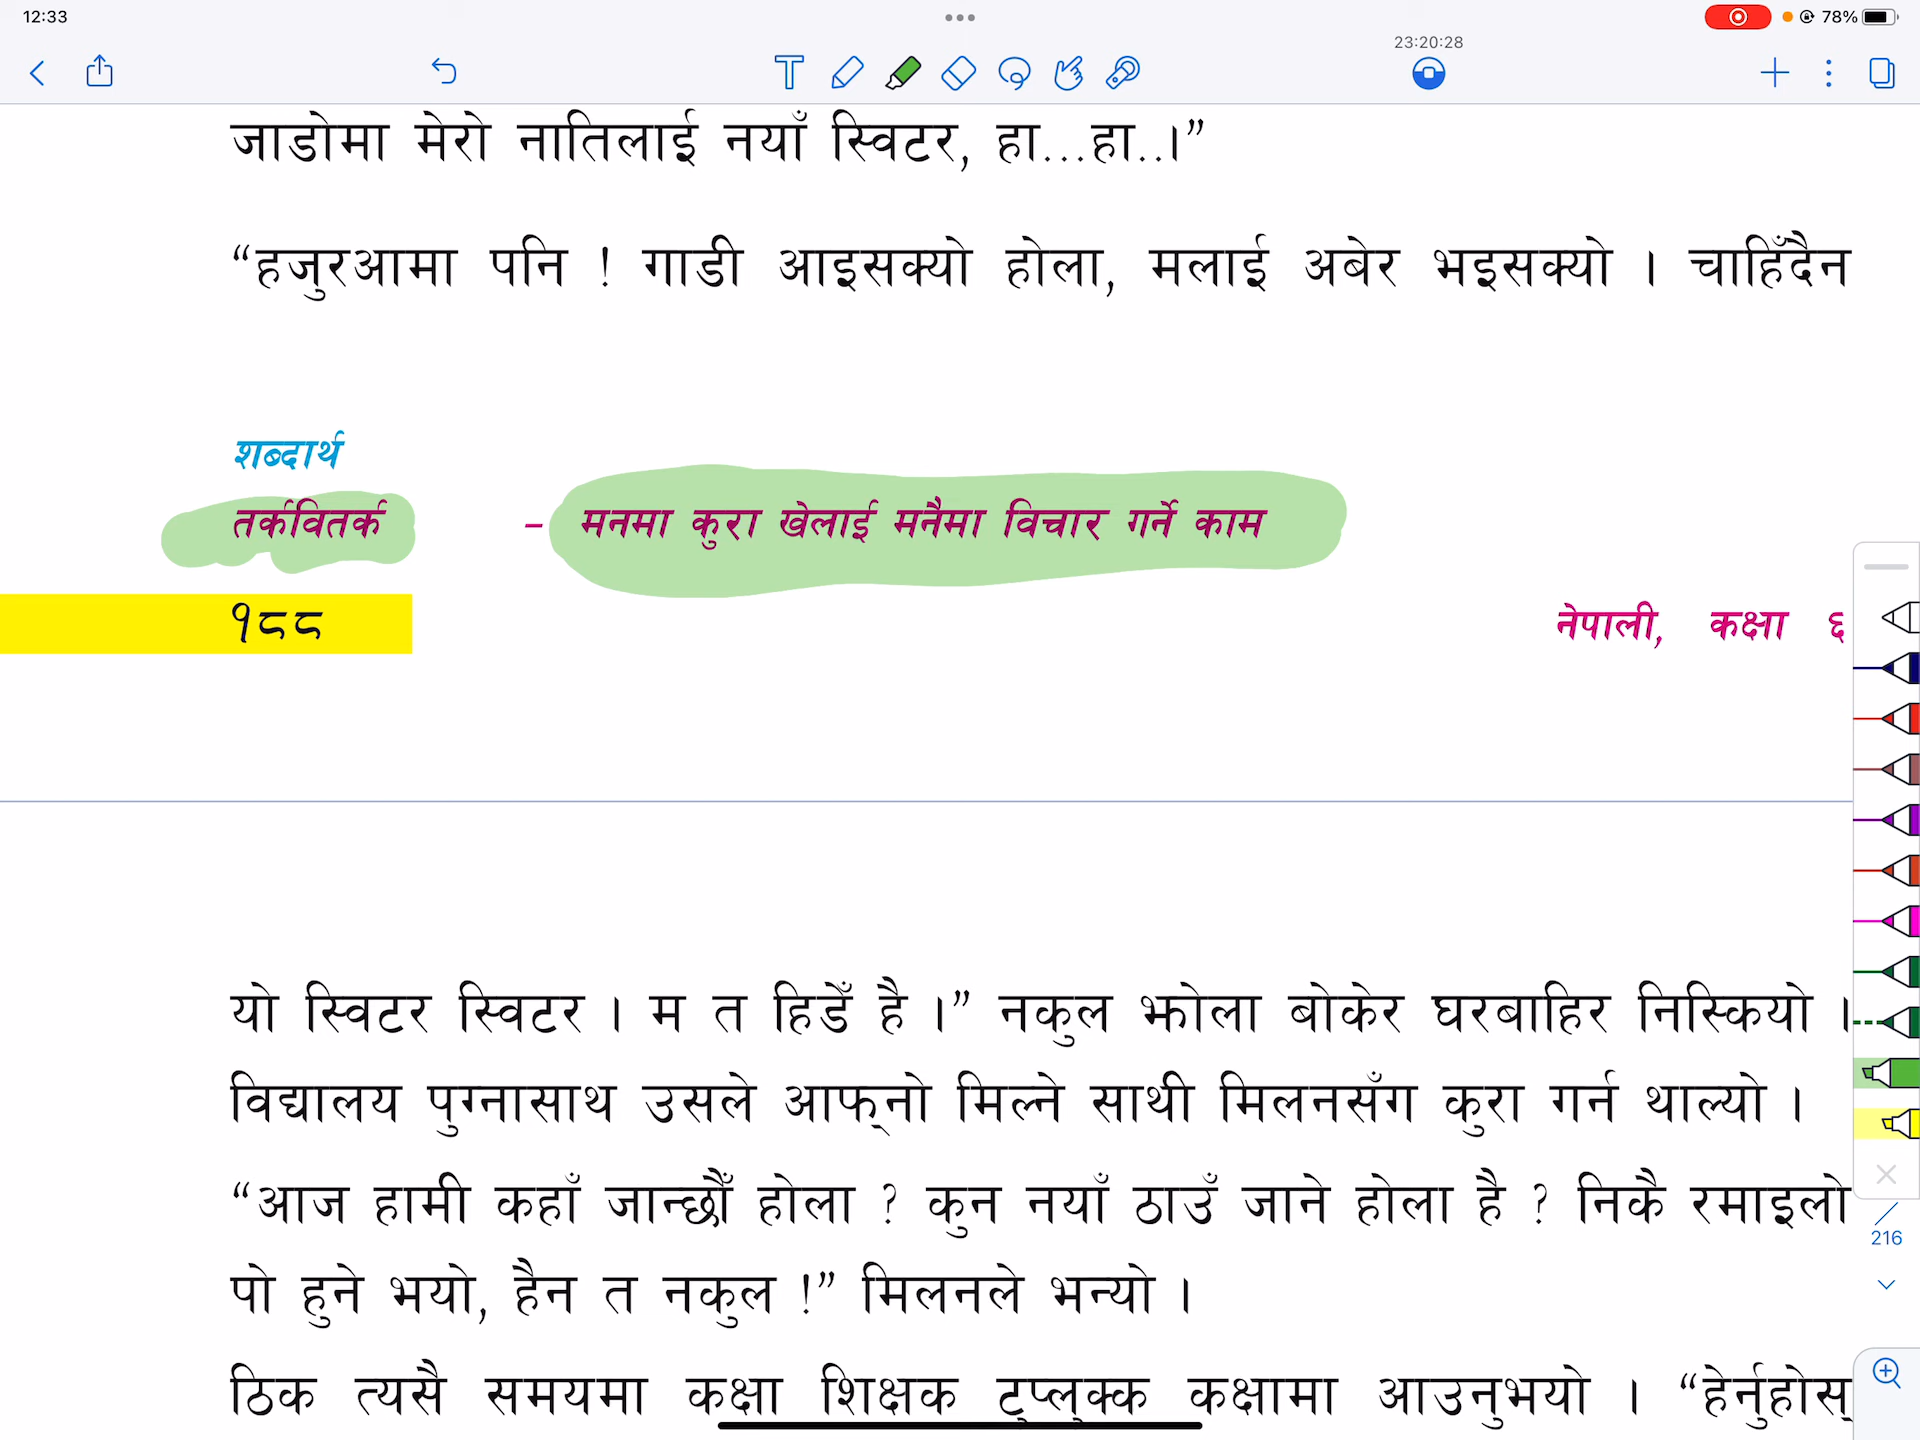 12:33
78%
23:20:28
जाडोमा मेरो नातिलाई नयाँ स्विटर, हा...हा..।”
“हजुरआमा पनि ! गाडी आइसक्यो होला, मलाई अबेर भइसक्यो । चाहिँदैन
शब्दार्थ
तर्कवितर्क – मनमा कुरा खेलाई मनैमा विचार गर्ने काम
१८८
नेपाली, कक्षा ६
यो स्विटर स्विटर । म त हिडेँ है ।” नकुल झोला बोकेर घरबाहिर निस्कियो ।
विद्यालय पुग्नासाथ उसले आफ्नो मिल्ने साथी मिलनसँग कुरा गर्न थाल्यो ।
“आज हामी कहाँ जान्छौँ होला ? कुन नयाँ ठाउँ जाने होला है ? निकै रमाइलो
पो हुने भयो, हैन त नकुल !” मिलनले भन्यो ।
ठिक त्यसै समयमा कक्षा शिक्षक टुप्लुक्क कक्षामा आउनुभयो । “हेर्नुहोस्
216